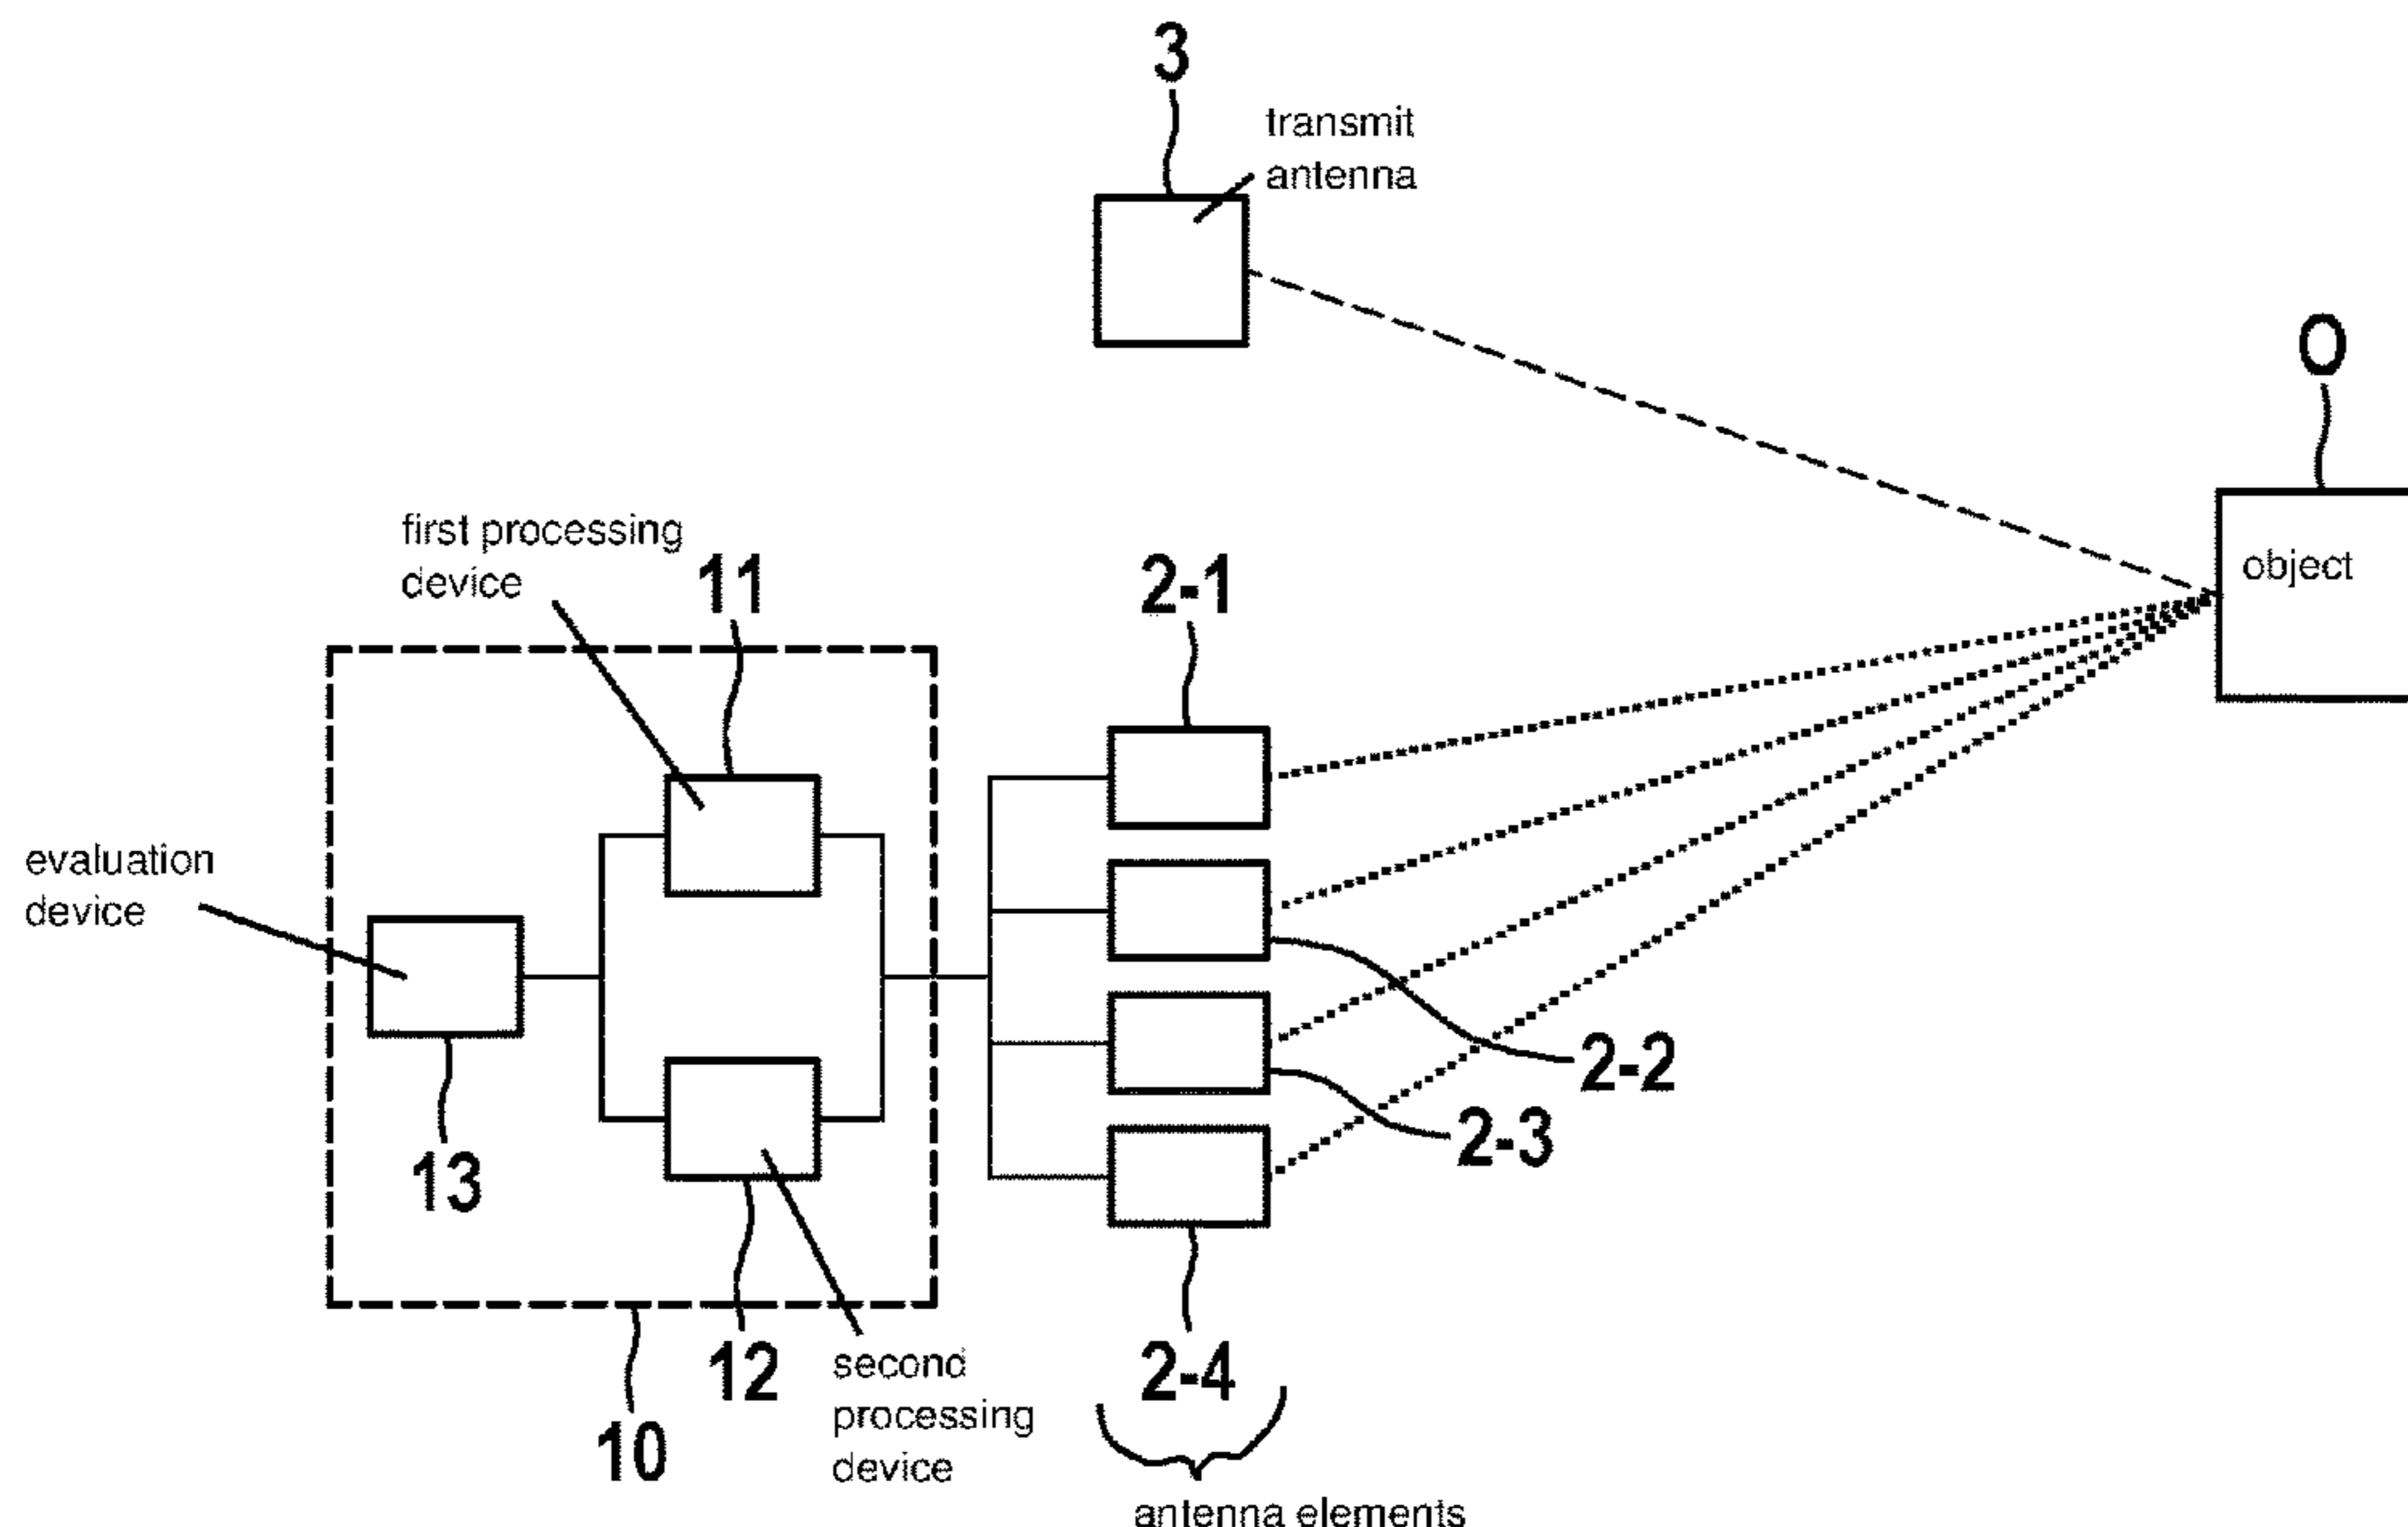 3
transmit
antenna
O
object
first processing
device
11
2-1
evaluation
device
2-2
2-3
13
12
second
processing
device
2-4
10
antenna elements